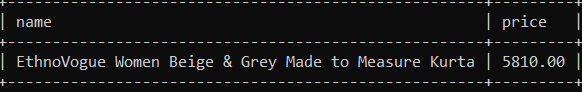 name price
EthnoVogue Women Beige & Grey Made to Measure Kurta 5810.00